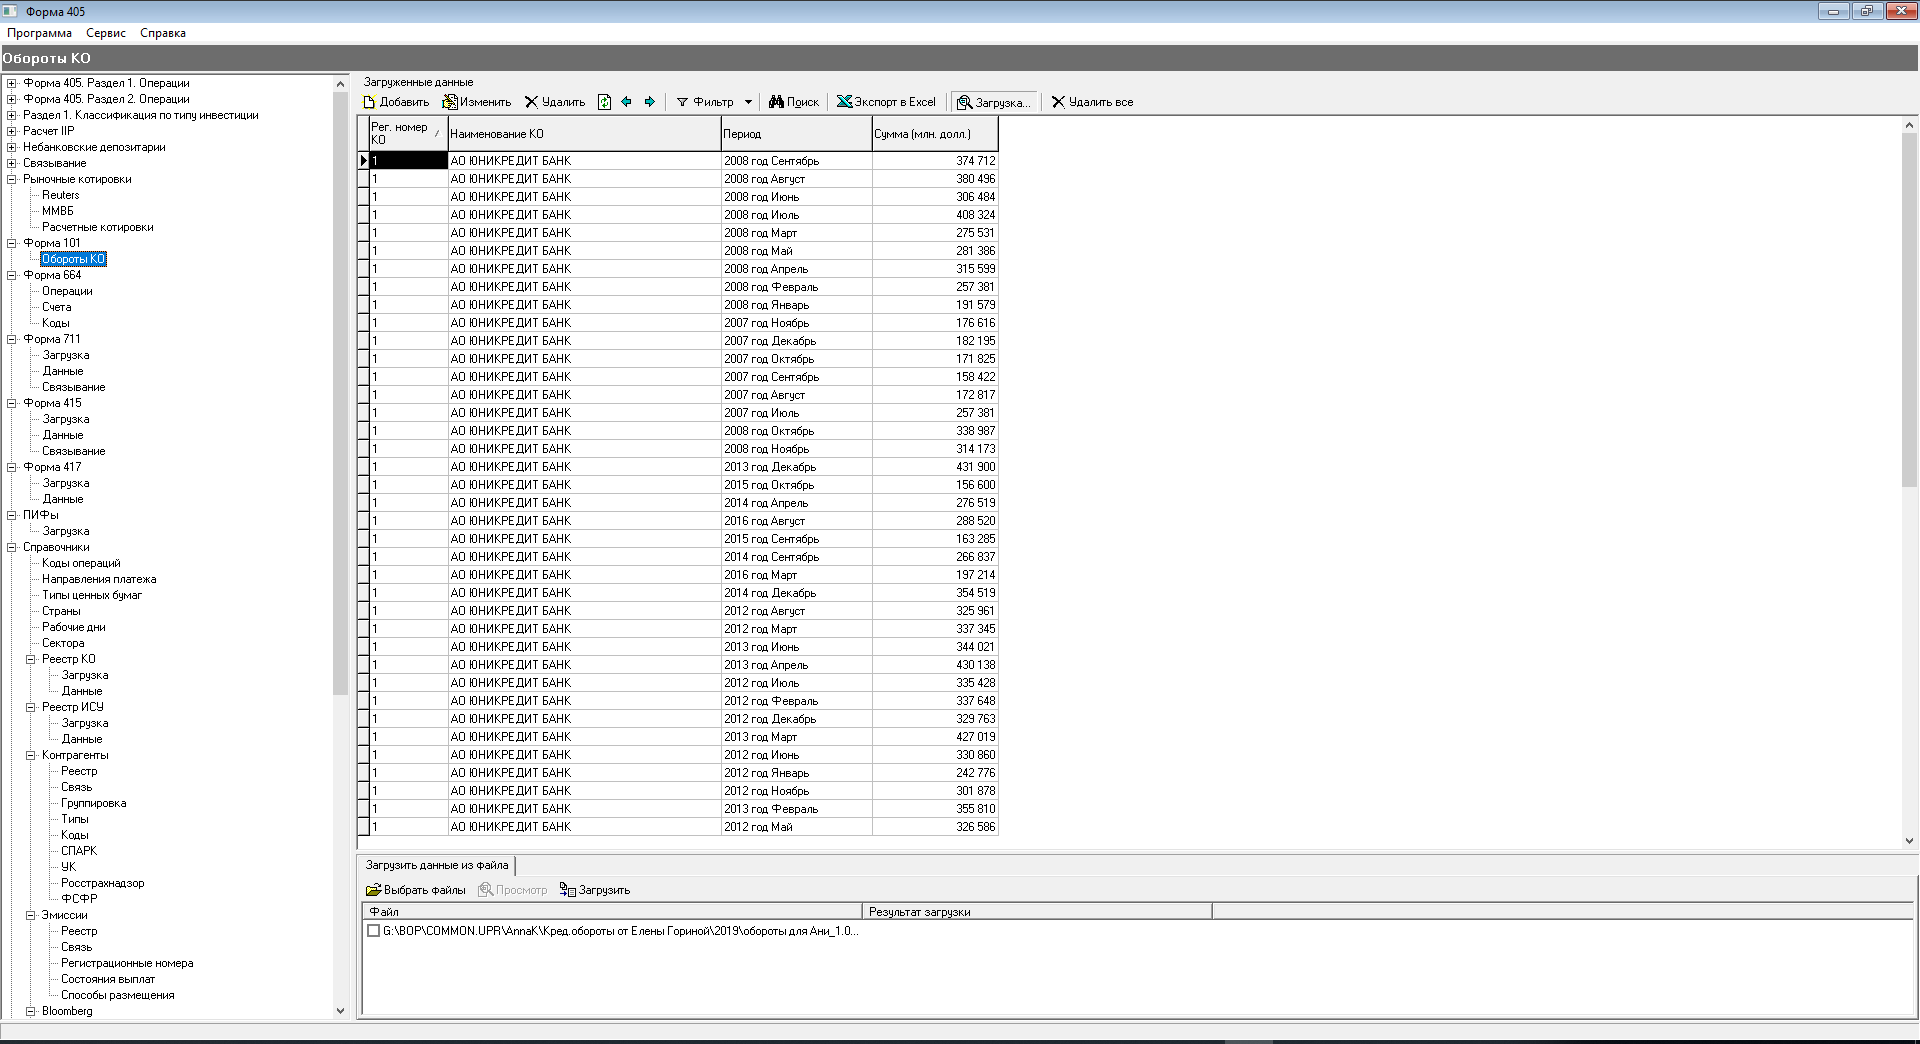 Форма 405
Программа Сервис Справка
Обороты КО
Форма 405. Раздел 1. Операции
Форма 405. Раздел 2. Операции
Раздел 1. Классификация по типу инвестиции
Расчет IIP
Небанковские депозитарии
Связывание
Рыночные котировки
Reuters
ММВБ
Расчетные котировки
Форма 101
Обороты КО
Форма 664
Операции
Счета
Коды
Форма 711
Загрузка
Данные
Связывание
Форма 415
Загрузка
Данные
Связывание
Форма 417
Загрузка
Данные
ПИФы
Загрузка
Справочники
Коды операций
Направления платежа
Типы ценных бумаг
Страны
Рабочие дни
Сектора
Реестр КО
Загрузка
Данные
Реестр ИСУ
Загрузка
Данные
Контрагенты
Реестр
Связь
Группировка
Типы
Коды
СПАРК
УК
Росстрахнадзор
ФСФР
Эмиссии
Реестр
Связь
Регистрационные номера
Состояния выплат
Способы размещения
Bloomberg
Загруженные данные
Добавить Изменить Удалить Фильтр Поиск Экспорт в Excel Загрузка... Удалить все
Рег. номер КО Наименование КО Период Сумма (млн. долл.)
1 АО ЮНИКРЕДИТ БАНК 2008 год Сентябрь 374 712
1 АО ЮНИКРЕДИТ БАНК 2008 год Август 380 496
1 АО ЮНИКРЕДИТ БАНК 2008 год Июнь 306 484
1 АО ЮНИКРЕДИТ БАНК 2008 год Июль 408 324
1 АО ЮНИКРЕДИТ БАНК 2008 год Март 275 531
1 АО ЮНИКРЕДИТ БАНК 2008 год Май 281 386
1 АО ЮНИКРЕДИТ БАНК 2008 год Апрель 315 599
1 АО ЮНИКРЕДИТ БАНК 2008 год Февраль 257 381
1 АО ЮНИКРЕДИТ БАНК 2008 год Январь 191 579
1 АО ЮНИКРЕДИТ БАНК 2007 год Ноябрь 176 616
1 АО ЮНИКРЕДИТ БАНК 2007 год Декабрь 182 195
1 АО ЮНИКРЕДИТ БАНК 2007 год Октябрь 171 825
1 АО ЮНИКРЕДИТ БАНК 2007 год Сентябрь 158 422
1 АО ЮНИКРЕДИТ БАНК 2007 год Август 172 817
1 АО ЮНИКРЕДИТ БАНК 2007 год Июль 257 381
1 АО ЮНИКРЕДИТ БАНК 2008 год Октябрь 338 987
1 АО ЮНИКРЕДИТ БАНК 2008 год Ноябрь 314 173
1 АО ЮНИКРЕДИТ БАНК 2013 год Декабрь 431 900
1 АО ЮНИКРЕДИТ БАНК 2015 год Октябрь 156 600
1 АО ЮНИКРЕДИТ БАНК 2014 год Апрель 276 519
1 АО ЮНИКРЕДИТ БАНК 2016 год Август 288 520
1 АО ЮНИКРЕДИТ БАНК 2015 год Сентябрь 163 285
1 АО ЮНИКРЕДИТ БАНК 2014 год Сентябрь 266 837
1 АО ЮНИКРЕДИТ БАНК 2016 год Март 197 214
1 АО ЮНИКРЕДИТ БАНК 2014 год Декабрь 354 519
1 АО ЮНИКРЕДИТ БАНК 2012 год Август 325 961
1 АО ЮНИКРЕДИТ БАНК 2012 год Март 337 345
1 АО ЮНИКРЕДИТ БАНК 2013 год Июнь 344 021
1 АО ЮНИКРЕДИТ БАНК 2013 год Апрель 430 138
1 АО ЮНИКРЕДИТ БАНК 2012 год Июль 335 428
1 АО ЮНИКРЕДИТ БАНК 2012 год Февраль 337 648
1 АО ЮНИКРЕДИТ БАНК 2012 год Декабрь 329 763
1 АО ЮНИКРЕДИТ БАНК 2013 год Март 427 019
1 АО ЮНИКРЕДИТ БАНК 2012 год Июнь 330 860
1 АО ЮНИКРЕДИТ БАНК 2012 год Январь 242 776
1 АО ЮНИКРЕДИТ БАНК 2012 год Ноябрь 301 878
1 АО ЮНИКРЕДИТ БАНК 2013 год Февраль 355 810
1 АО ЮНИКРЕДИТ БАНК 2012 год Май 326 586
Загрузить данные из файла
Выбрать файлы Просмотр Загрузить
Файл Результат загрузки
G:\BOP\COMMON.UPR\AnnaK\Кред.обороты от Елены Гориной\2019\обороты для Ани_1.0...